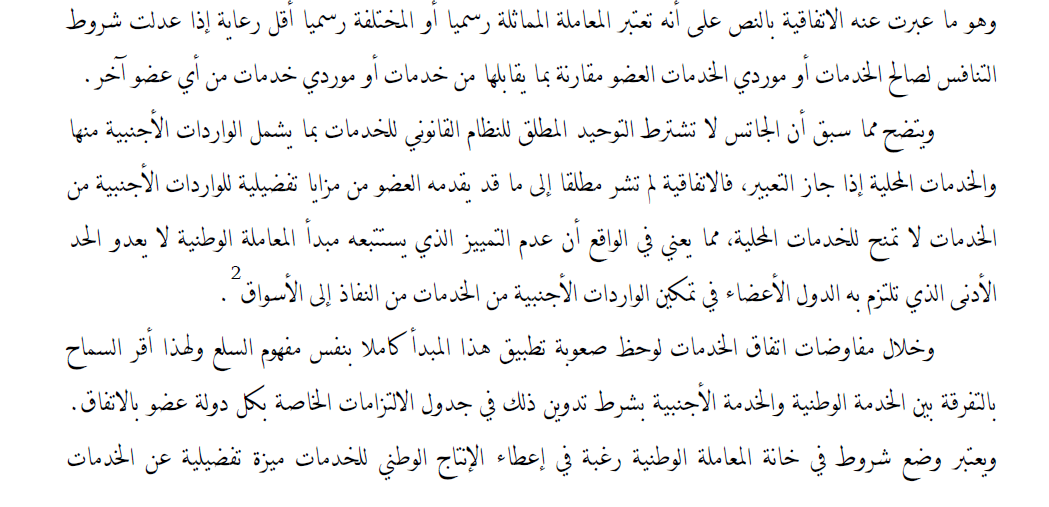 وهو ما عبرت عنه الاتفاقية بالنص على أنه تعتبر المعاملة المماثلة رسميا أو المختلفة رسميا أقل رعاية إذا عدلت شروط
التنافس لصالح الخدمات أو موردي الخدمات العضو مقارنة بما يقابلها من خدمات أو موردي خدمات من أي عضو آخر.
ويتضح مما سبق أن الجاتس لا تشترط التوحيد المطلق للنظام القانوني للخدمات بما يشمل الواردات الأجنبية منها
والخدمات المحلية إذا جاز التعبير، فالاتفاقية لم تشر مطلقا إلى ما قد يقدمه العضو من مزايا تفضيلية للواردات الأجنبية من
الخدمات لا تمنح للخدمات المحلية، مما يعني في الواقع أن عدم التمييز الذي يستتبعه مبدأ المعاملة الوطنية لا يعدو الحد
الأدنى الذي تلتزم به الدول الأعضاء في تمكين الواردات الأجنبية من الخدمات من النفاذ إلى الأسواق2.
وخلال مفاوضات اتفاق الخدمات لوحظ صعوبة تطبيق هذا المبدأ كاملا بنفس مفهوم السلع ولهذا أقر السماح
بالتفرقة بين الخدمة الوطنية والخدمة الأجنبية بشرط تدوين ذلك في جدول الالتزامات الخاصة بكل دولة عضو بالاتفاق.
ويعتبر وضع شروط في خانة المعاملة الوطنية رغبة في إعطاء الإنتاج الوطني للخدمات ميزة تفضيلية عن الخدمات